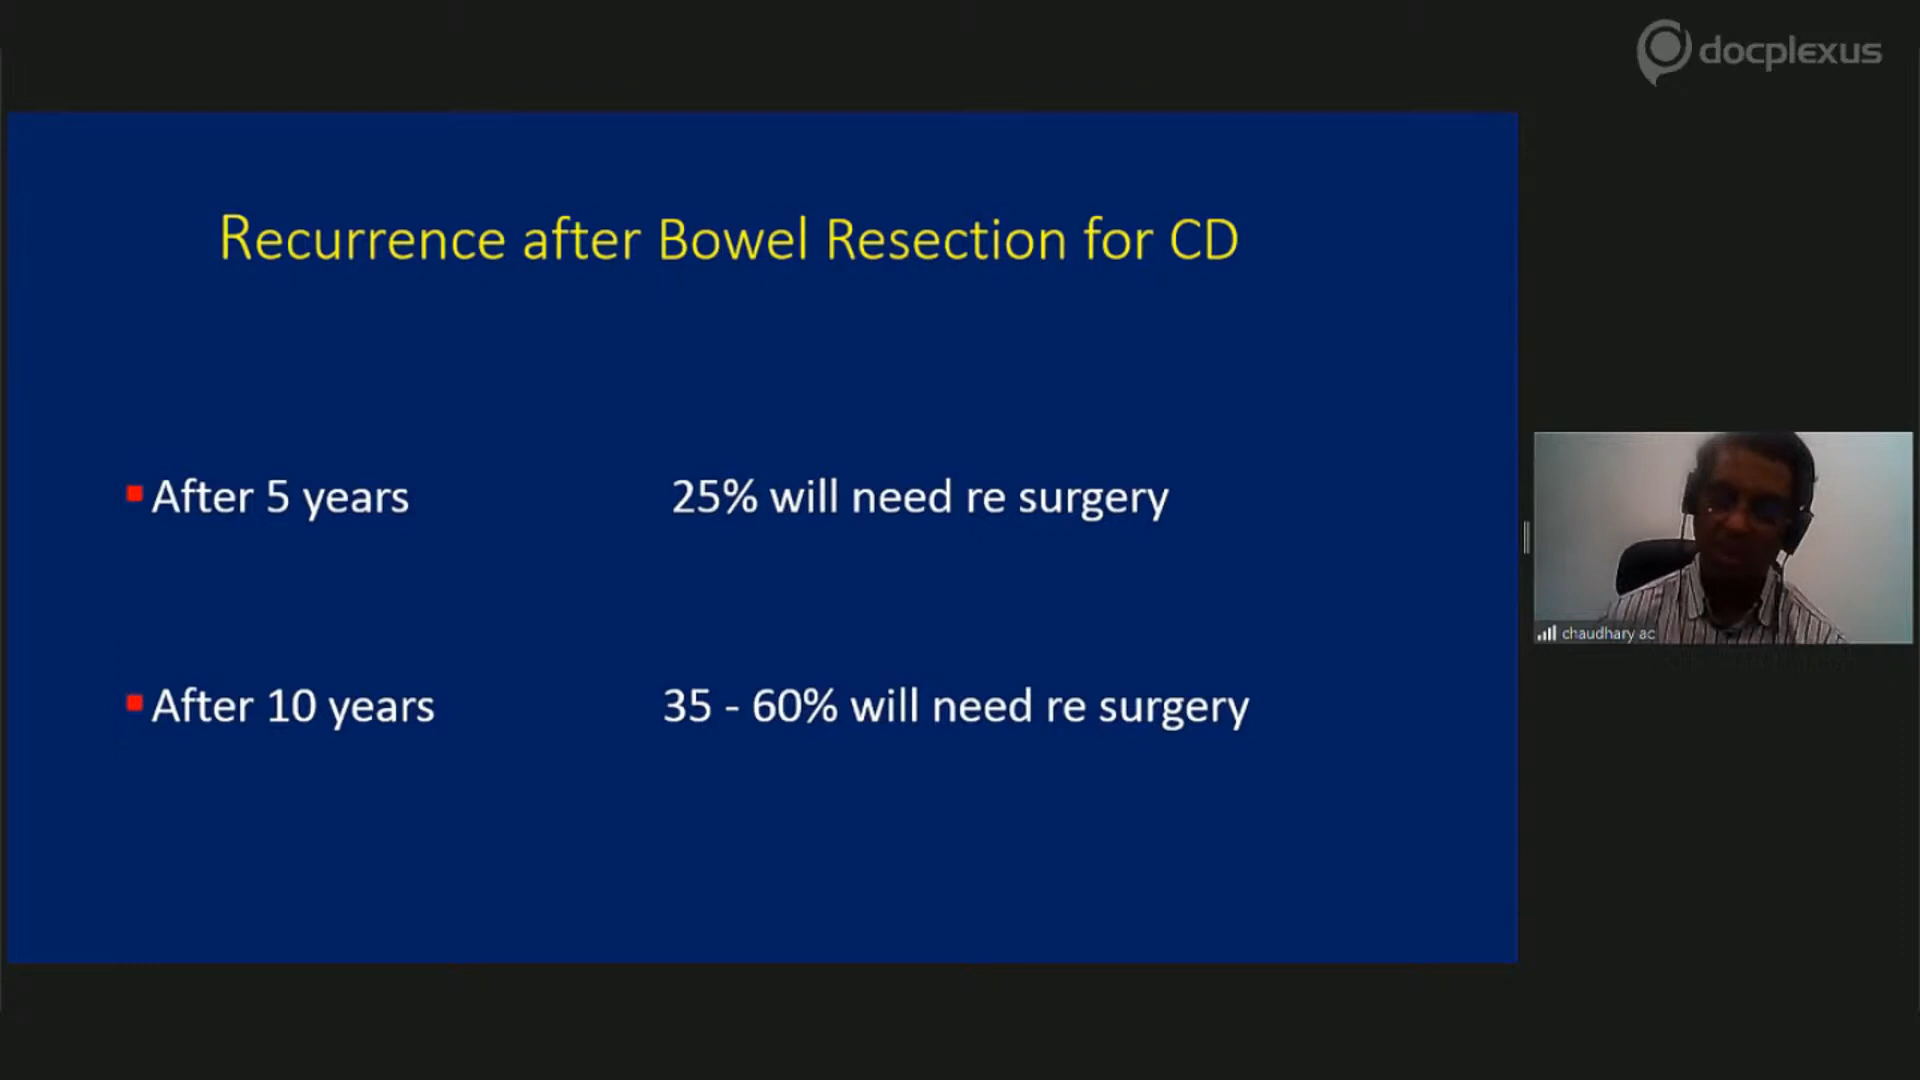 docplexus
Recurrence after Bowel Resection for CD
After 5 years 25% will need re surgery
After 10 years 35 - 60% will need re surgery
chaudhary ac